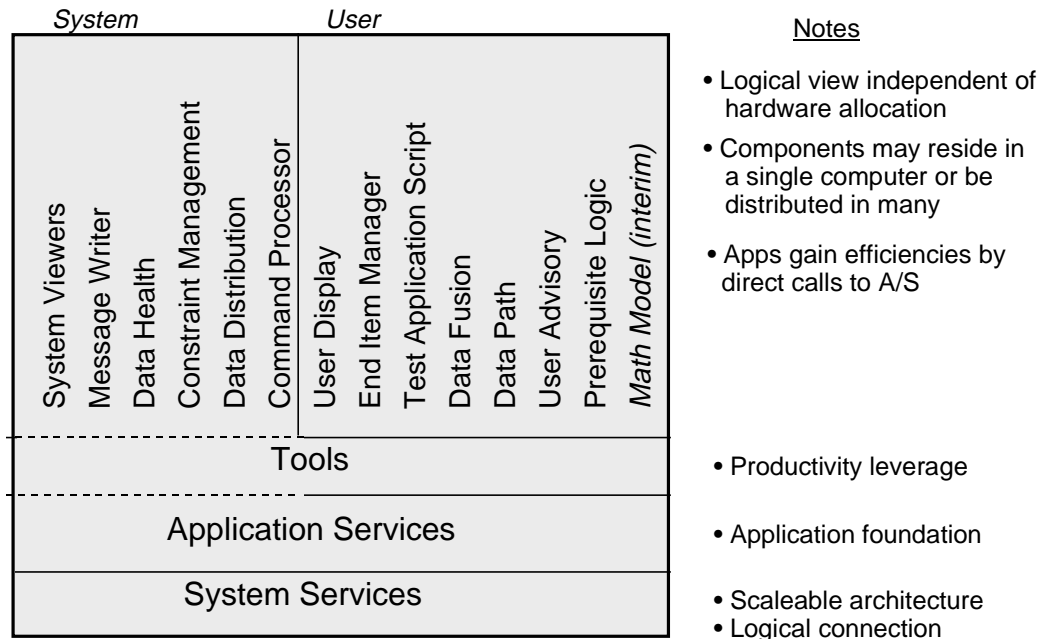 System
User
System Viewers
Message Writer
Data Health
Constraint Management
Data Distribution
Command Processor
User Display
End Item Manager
Test Application Script
Data Fusion
Data Path
User Advisory
Prerequisite Logic
Math Model (interim)
Tools
Application Services
System Services
Notes
• Logical view independent of
hardware allocation
• Components may reside in
a single computer or be
distributed in many
• Apps gain efficiencies by
direct calls to A/S
• Productivity leverage
• Application foundation
• Scaleable architecture
• Logical connection